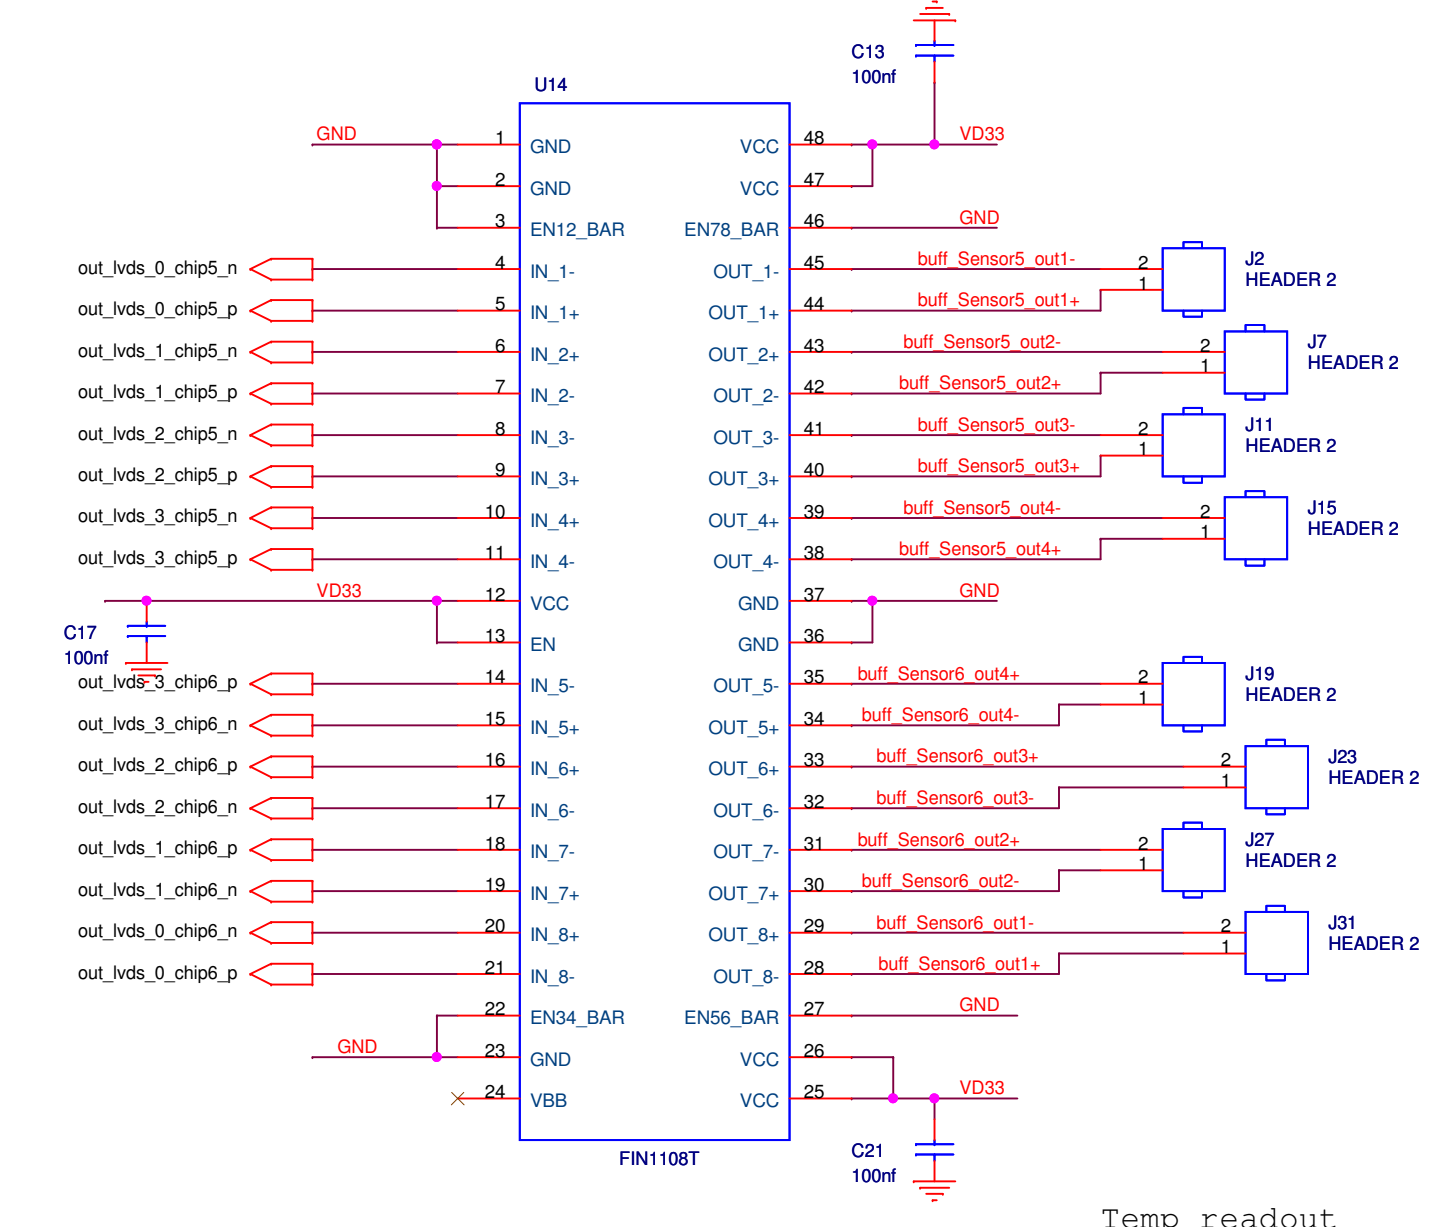 C13
100nf
U14
GND 1 GND VCC 48 VD33
2 GND VCC 47
3 EN12_BAR EN78_BAR 46 GND
out_lvds_0_chip5_n 4 IN_1- OUT_1- 45 buff_Sensor5_out1- 2 J2
out_lvds_0_chip5_p 5 IN_1+ OUT_1+ 44 buff_Sensor5_out1+ 1 HEADER 2
out_lvds_1_chip5_n 6 IN_2+ OUT_2+ 43 buff_Sensor5_out2- 2 J7
out_lvds_1_chip5_p 7 IN_2- OUT_2- 42 buff_Sensor5_out2+ 1 HEADER 2
out_lvds_2_chip5_n 8 IN_3- OUT_3- 41 buff_Sensor5_out3- 2 J11
out_lvds_2_chip5_p 9 IN_3+ OUT_3+ 40 buff_Sensor5_out3+ 1 HEADER 2
out_lvds_3_chip5_n 10 IN_4+ OUT_4+ 39 buff_Sensor5_out4- 2 J15
out_lvds_3_chip5_p 11 IN_4- OUT_4- 38 buff_Sensor5_out4+ 1 HEADER 2
VD33 12 VCC GND 37 GND
C17
100nf
13 EN GND 36
out_lvds_3_chip6_p 14 IN_5- OUT_5- 35 buff_Sensor6_out4+ 2 J19
out_lvds_3_chip6_n 15 IN_5+ OUT_5+ 34 buff_Sensor6_out4- 1 HEADER 2
out_lvds_2_chip6_p 16 IN_6+ OUT_6+ 33 buff_Sensor6_out3+ 2 J23
out_lvds_2_chip6_n 17 IN_6- OUT_6- 32 buff_Sensor6_out3- 1 HEADER 2
out_lvds_1_chip6_p 18 IN_7- OUT_7- 31 buff_Sensor6_out2+ 2 J27
out_lvds_1_chip6_n 19 IN_7+ OUT_7+ 30 buff_Sensor6_out2- 1 HEADER 2
out_lvds_0_chip6_n 20 IN_8+ OUT_8+ 29 buff_Sensor6_out1- 2 J31
out_lvds_0_chip6_p 21 IN_8- OUT_8- 28 buff_Sensor6_out1+ 1 HEADER 2
22 EN34_BAR EN56_BAR 27 GND
GND 23 GND VCC 26
24 VBB VCC 25 VD33
FIN1108T
C21
100nf
Temp readout